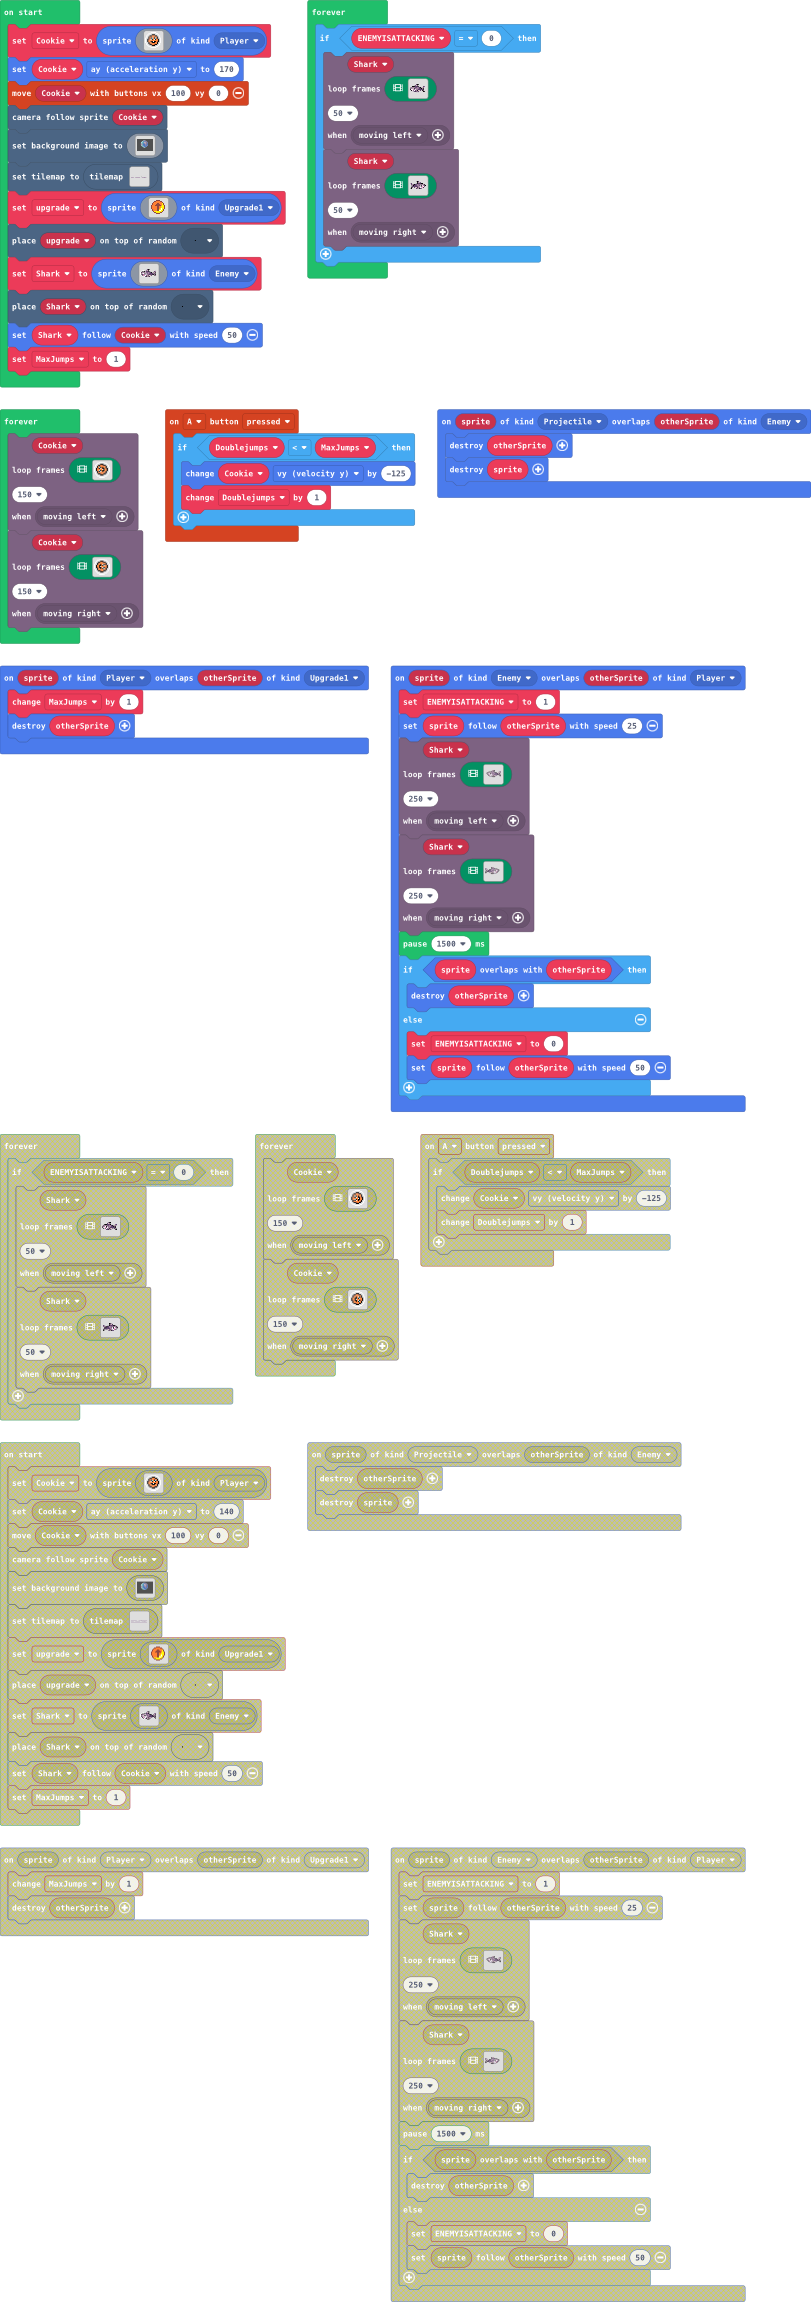 on start
set Cookie to sprite of kind Player
set Cookie ay (acceleration y) to 170
move Cookie with buttons vx 100 vy 0
camera follow sprite Cookie
set background image to
set tilemap to tilemap
set upgrade to sprite of kind Upgrade1
place upgrade on top of random
set Shark to sprite of kind Enemy
place Shark on top of random
set Shark follow Cookie with speed 50
set MaxJumps to 1
forever
if ENEMYISATTACKING = 0 then
Shark
loop frames
50
when moving left
Shark
loop frames
50
when moving right
forever
Cookie
loop frames
150
when moving left
Cookie
loop frames
150
when moving right
on A button pressed
if Doublejumps < MaxJumps then
change Cookie vy (velocity y) by -125
change Doublejumps by 1
on sprite of kind Projectile overlaps otherSprite of kind Enemy
destroy otherSprite
destroy sprite
on sprite of kind Player overlaps otherSprite of kind Upgrade1
change MaxJumps by 1
destroy otherSprite
on sprite of kind Enemy overlaps otherSprite of kind Player
set ENEMYISATTACKING to 1
set sprite follow otherSprite with speed 25
Shark
loop frames
250
when moving left
Shark
loop frames
250
when moving right
pause 1500 ms
if sprite overlaps with otherSprite then
destroy otherSprite
else
set ENEMYISATTACKING to 0
set sprite follow otherSprite with speed 50
forever
if ENEMYISATTACKING = 0 then
Shark
loop frames
50
when moving left
Shark
loop frames
50
when moving right
forever
Cookie
loop frames
150
when moving left
Cookie
loop frames
150
when moving right
on A button pressed
if Doublejumps < MaxJumps then
change Cookie vy (velocity y) by -125
change Doublejumps by 1
on start
set Cookie to sprite of kind Player
set Cookie ay (acceleration y) to 140
move Cookie with buttons vx 100 vy 0
camera follow sprite Cookie
set background image to
set tilemap to tilemap
set upgrade to sprite of kind Upgrade1
place upgrade on top of random
set Shark to sprite of kind Enemy
place Shark on top of random
set Shark follow Cookie with speed 50
set MaxJumps to 1
on sprite of kind Projectile overlaps otherSprite of kind Enemy
destroy otherSprite
destroy sprite
on sprite of kind Player overlaps otherSprite of kind Upgrade1
change MaxJumps by 1
destroy otherSprite
on sprite of kind Enemy overlaps otherSprite of kind Player
set ENEMYISATTACKING to 1
set sprite follow otherSprite with speed 25
Shark
loop frames
250
when moving left
Shark
loop frames
250
when moving right
pause 1500 ms
if sprite overlaps with otherSprite then
destroy otherSprite
else
set ENEMYISATTACKING to 0
set sprite follow otherSprite with speed 50